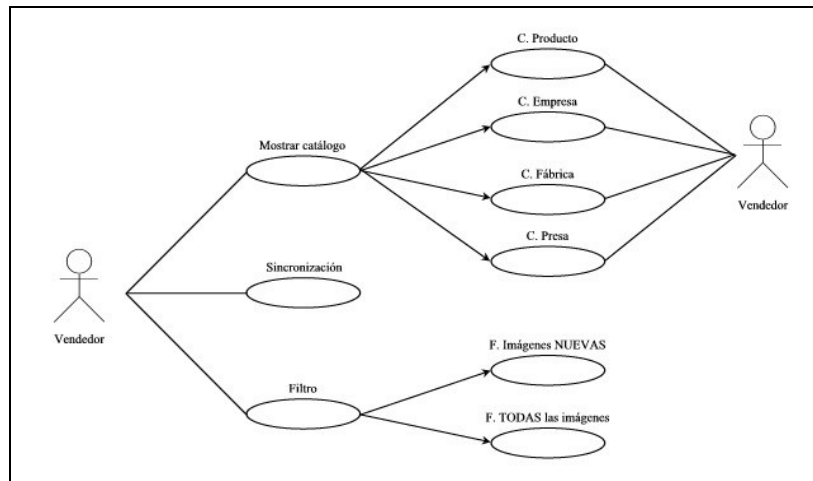 C. Producto
C. Empresa
Mostrar catálogo
C. Fábrica
Vendedor
C. Presa
Sincronización
Vendedor
F. Imágenes NUEVAS
Filtro
F. TODAS las imágenes